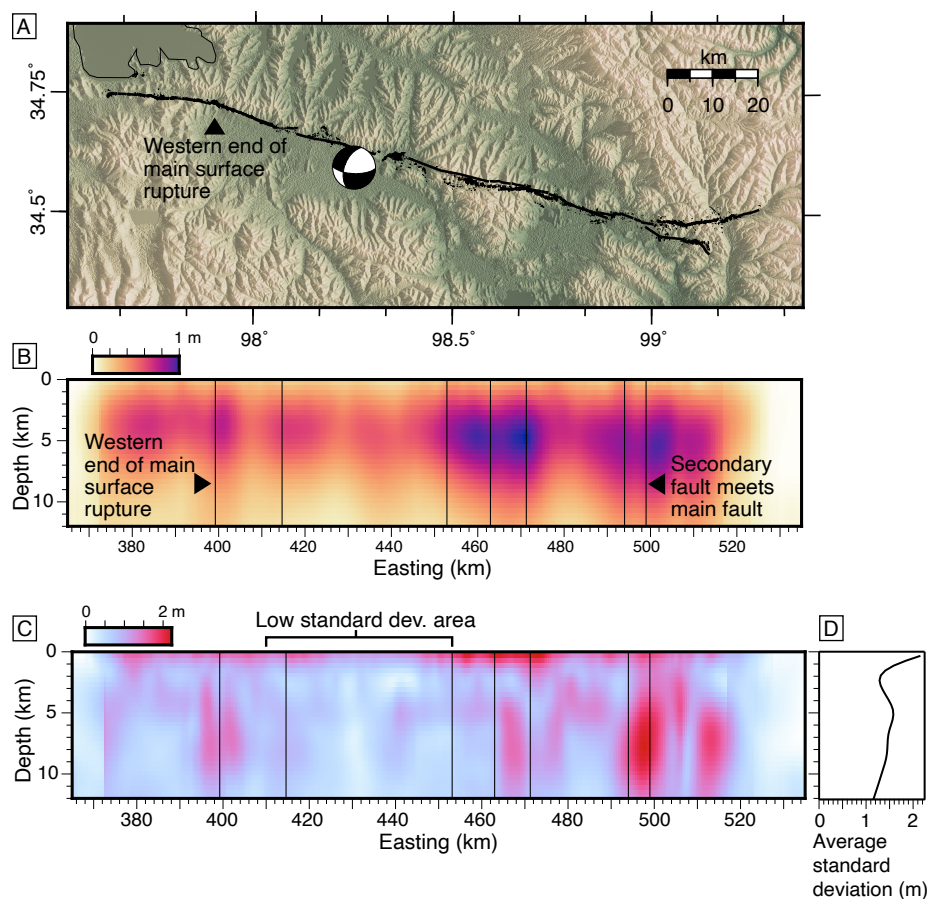 A
km
0 10 20
34.75°
34.5°
Western end of
main surface
rupture
98° 98.5° 99°
B
0 1 m
0
5
10
Depth (km)
Western
end of main
surface
rupture
Secondary
fault meets
main fault
380 400 420 440 460 480 500 520
Easting (km)
C
0 2 m
Low standard dev. area
D
0
5
10
Depth (km)
380 400 420 440 460 480 500 520
Easting (km)
0 1 2
Average
standard
deviation (m)